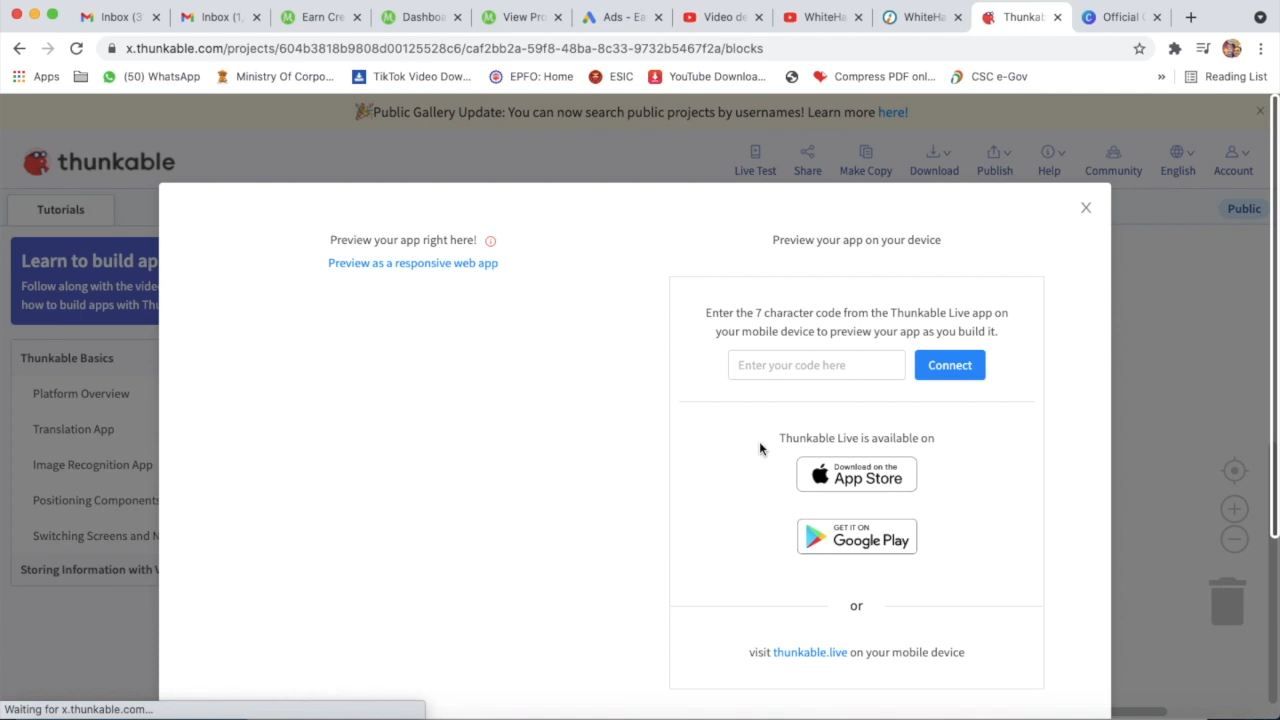 Inbox (3
Inbox (1,
Earn Cre
Dashboa
View Pro
Ads - Ea
Video de
WhiteHa
WhiteHa
Thunkab
Official C
x.thunkable.com/projects/604b3818b9808d00125528c6/caf2bb2a-59f8-48ba-8c33-9732b5467f2a/blocks
Apps
(50) WhatsApp
Ministry Of Corpo...
TikTok Video Dow...
EPFO: Home
ESIC
YouTube Downloa...
Compress PDF onl...
CSC e-Gov
»
Reading List
Public Gallery Update: You can now search public projects by usernames! Learn more here!
thunkable
Live Test
Share
Make Copy
Download
Publish
Help
Community
English
Account
Tutorials
Public
Learn to build ap
Follow along with the vide
how to build apps with Thu
Thunkable Basics
Platform Overview
Translation App
Image Recognition App
Positioning Components
Switching Screens and N
Storing Information with V
Preview your app right here!
Preview as a responsive web app
Preview your app on your device
Enter the 7 character code from the Thunkable Live app on
your mobile device to preview your app as you build it.
Enter your code here
Connect
Thunkable Live is available on
Download on the
App Store
GET IT ON
Google Play
or
visit thunkable.live on your mobile device
Waiting for x.thunkable.com...